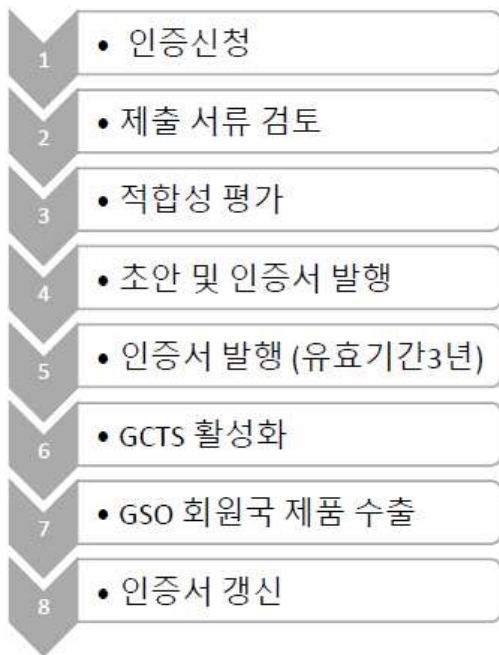 1 • 인증신청
2 • 제출 서류 검토
3 • 적합성 평가
4 • 초안 및 인증서 발행
5 • 인증서 발행 (유효기간3년)
6 • GCTS 활성화
7 • GSO 회원국 제품 수출
8 • 인증서 갱신